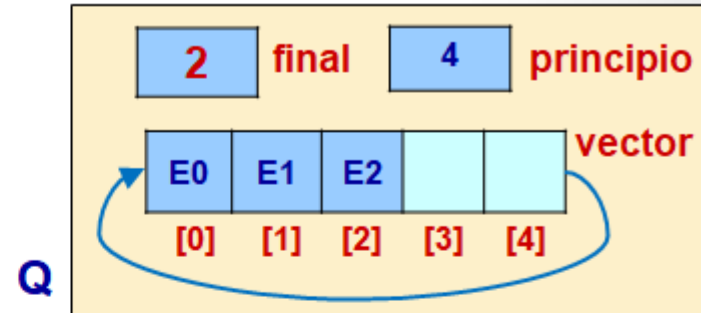 2 final 4 principio
vector
E0 E1 E2
[0] [1] [2] [3] [4]
Q